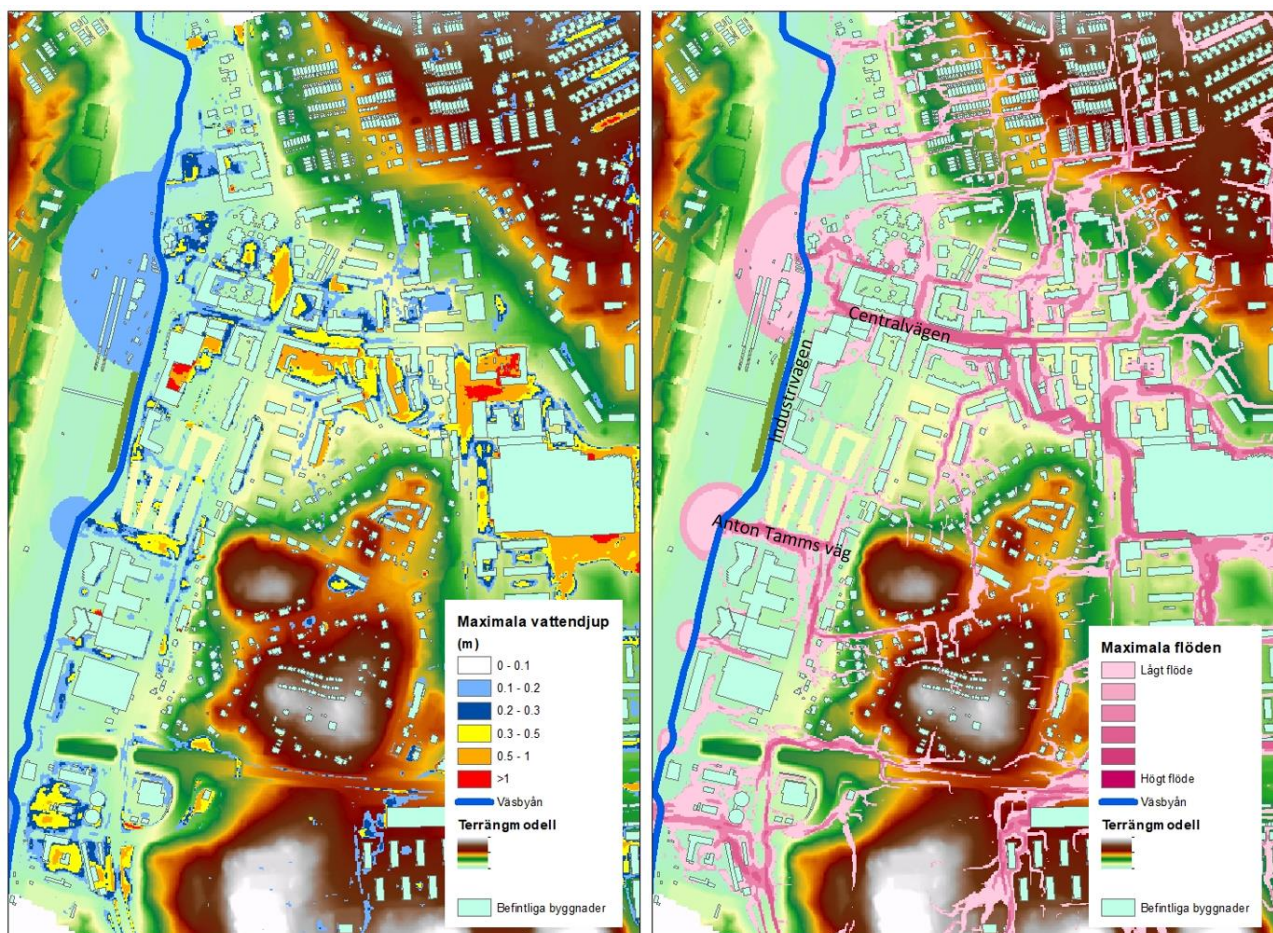 Maximala vattendjup
(m)
0 - 0.1
0.1 - 0.2
0.2 - 0.3
0.3 - 0.5
0.5 - 1
>1
Väsbyån
Terrängmodell
Befintliga byggnader
Centralvägen
Industrivägen
Anton Tamms väg
Maximala flöden
Lågt flöde
Högt flöde
Väsbyån
Terrängmodell
Befintliga byggnader